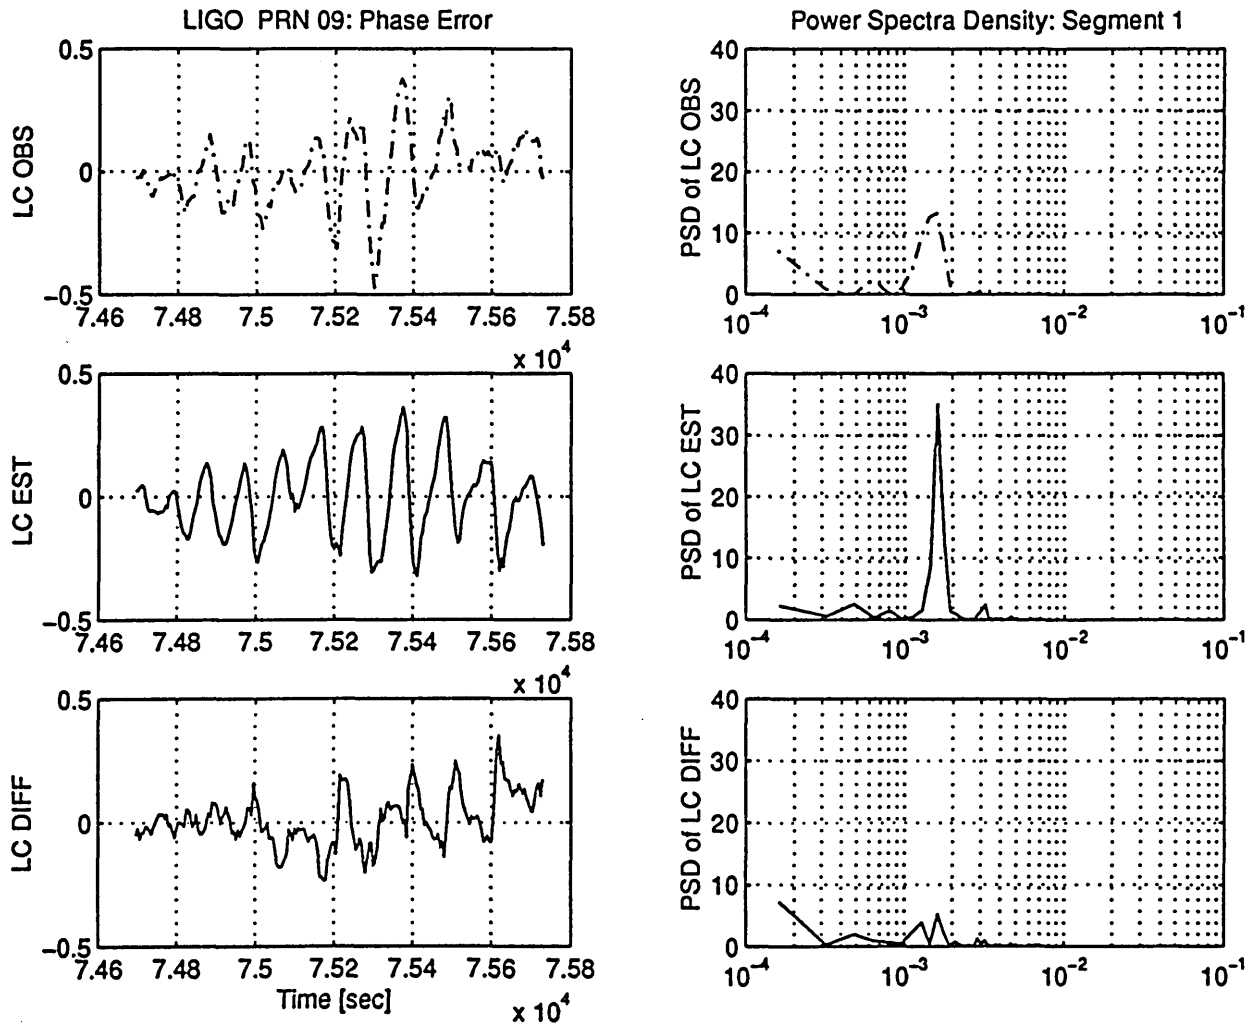 LIGO PRN 09: Phase Error
Power Spectra Density: Segment 1
LC OBS
0.5
0
−0.5
7.46 7.48 7.5 7.52 7.54 7.56 7.58
x 10^4
PSD of LC OBS
40
30
20
10
0
10^-4 10^-3 10^-2 10^-1
LC EST
0.5
0
−0.5
7.46 7.48 7.5 7.52 7.54 7.56 7.58
x 10^4
PSD of LC EST
40
30
20
10
0
10^-4 10^-3 10^-2 10^-1
LC DIFF
0.5
0
−0.5
7.46 7.48 7.5 7.52 7.54 7.56 7.58
Time [sec]
x 10^4
PSD of LC DIFF
40
30
20
10
0
10^-4 10^-3 10^-2 10^-1